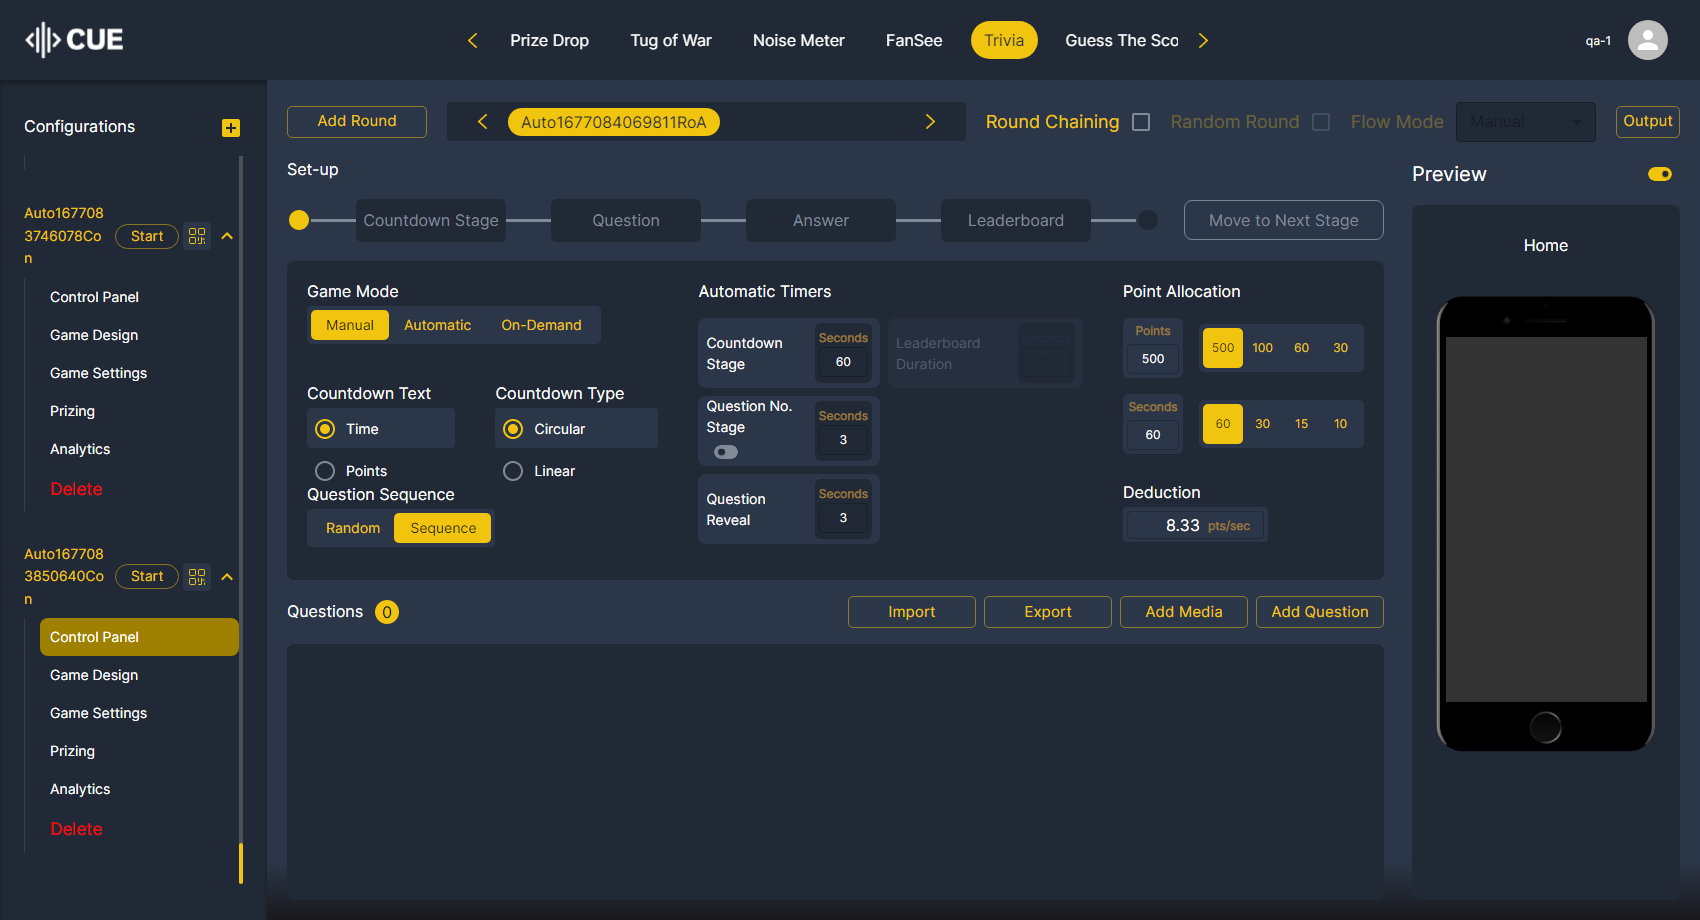 CUE
Prize Drop
Tug of War
Noise Meter
FanSee
Trivia
Guess The Sco
qa-1
Configurations
Auto167708
3746078Co
n
Start
Control Panel
Game Design
Game Settings
Prizing
Analytics
Delete
Auto167708
3850640Co
n
Start
Control Panel
Game Design
Game Settings
Prizing
Analytics
Delete
Add Round
Auto1677084069811RoA
Round Chaining
Random Round
Flow Mode
Manual
Output
Set-up
Countdown Stage
Question
Answer
Leaderboard
Move to Next Stage
Game Mode
Manual
Automatic
On-Demand
Countdown Text
Time
Points
Countdown Type
Circular
Linear
Question Sequence
Random
Sequence
Automatic Timers
Countdown
Stage
Seconds
60
Leaderboard
Duration
Seconds
Question No.
Stage
Seconds
3
Question
Reveal
Seconds
3
Point Allocation
Points
500
500
100
60
30
Seconds
60
60
30
15
10
Deduction
8.33 pts/sec
Questions 0
Import
Export
Add Media
Add Question
Preview
Home